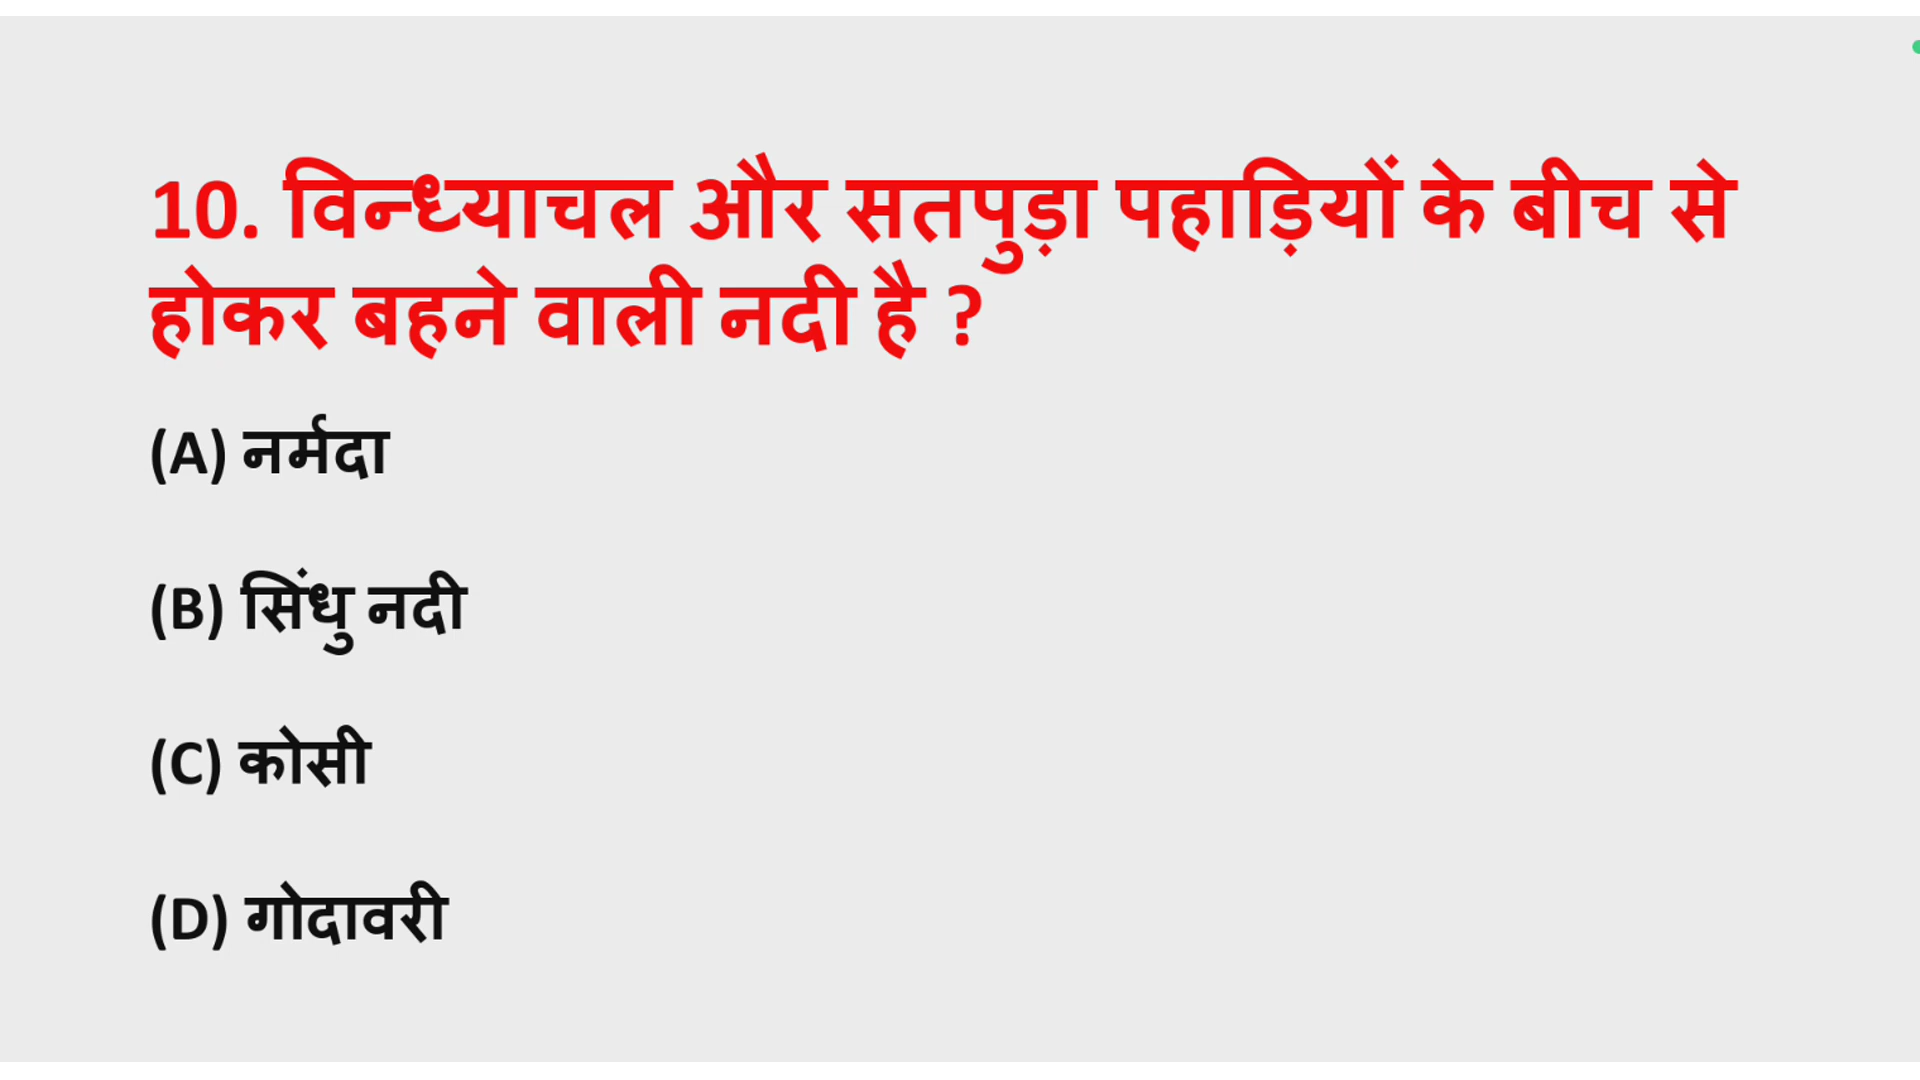 10. विन्ध्याचल और सतपुड़ा पहाड़ियों के बीच से
होकर बहने वाली नदी है ?
(A) नर्मदा
(B) सिंधु नदी
(C) कोसी
(D) गोदावरी